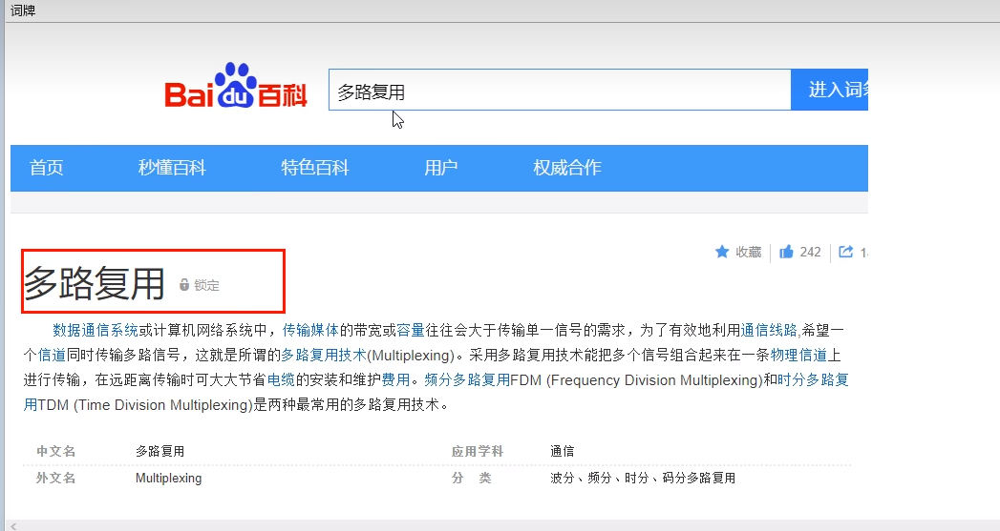 词牌
Bai du 百科
多路复用
进入词条
首页 秒懂百科 特色百科 用户 权威合作
收藏 242
多路复用 锁定
数据通信系统或计算机网络系统中，传输媒体的带宽或容量往往会大于传输单一信号的需求，为了有效地利用通信线路,希望一
个信道同时传输多路信号，这就是所谓的多路复用技术(Multiplexing)。采用多路复用技术能把多个信号组合起来在一条物理信道上
进行传输，在远距离传输时可大大节省电缆的安装和维护费用。频分多路复用FDM (Frequency Division Multiplexing)和时分多路复
用TDM (Time Division Multiplexing)是两种最常用的多路复用技术。
中文名 多路复用 应用学科 通信
外文名 Multiplexing 分 类 波分、频分、时分、码分多路复用